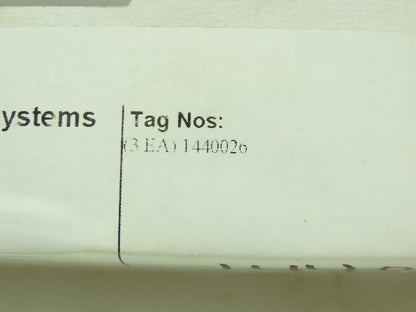 ystems
Tag Nos:
(3 EA) 1440026